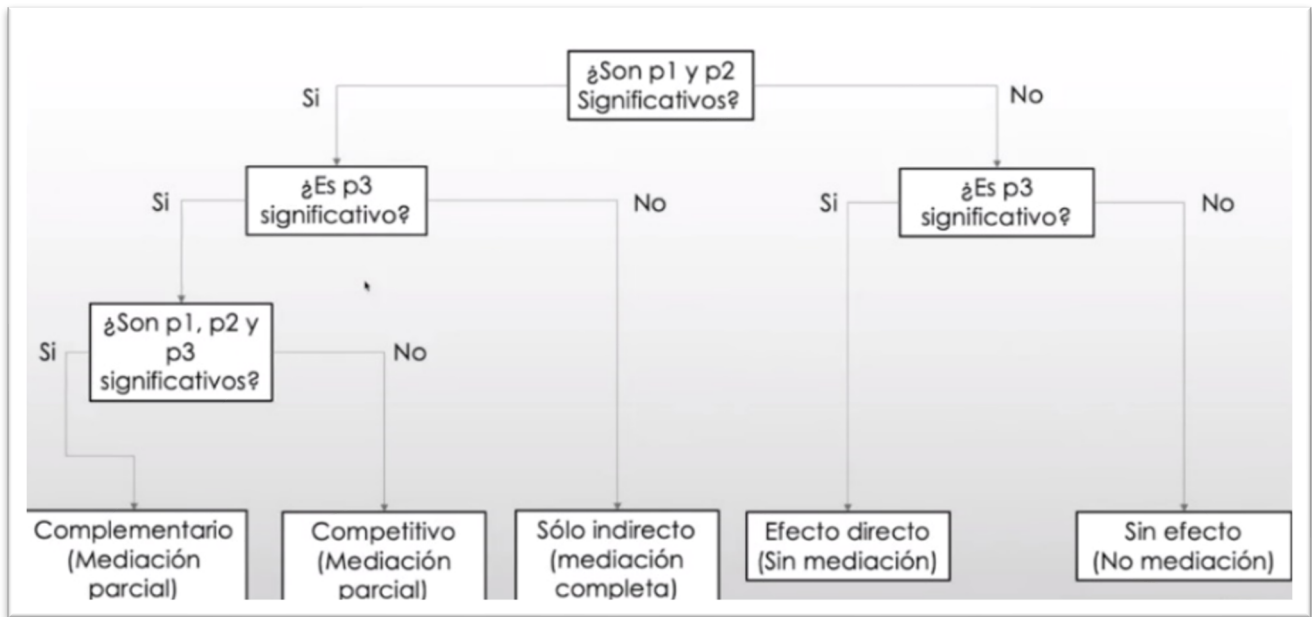 ¿Son p1 y p2
Significativos?
Si
No
¿Es p3
significativo?
Si
No
¿Es p3
significativo?
Si
No
¿Son p1, p2 y
p3
significativos?
Si
No
Complementario
(Mediación
parcial)
Competitivo
(Mediación
parcial)
Sólo indirecto
(mediación
completa)
Efecto directo
(Sin mediación)
Sin efecto
(No mediación)